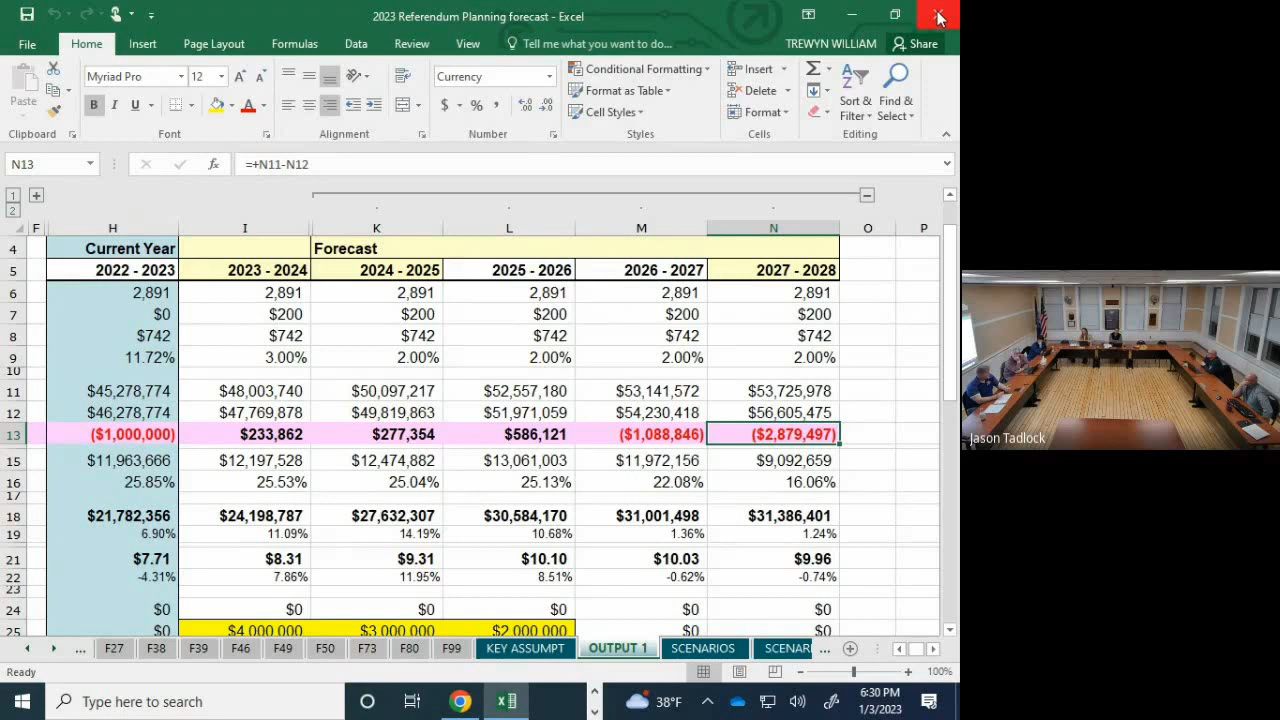 2023 Referendum Planning forecast - Excel
File Home Insert Page Layout Formulas Data Review View Tell me what you want to do... TREWYN WILLIAM Share
Paste Myriad Pro 12 Currency Conditional Formatting Insert
B I U $ % , Format as Table Delete Sort & Filter Find & Select
Cell Styles Format
Clipboard Font Alignment Number Styles Cells Editing
N13 fx =+N11-N12
1
2
F H I K L M N O P
4 Current Year Forecast
5 2022 - 2023 2023 - 2024 2024 - 2025 2025 - 2026 2026 - 2027 2027 - 2028
6 2,891 2,891 2,891 2,891 2,891 2,891
7 $0 $200 $200 $200 $200 $200
8 $742 $742 $742 $742 $742 $742
9 11.72% 3.00% 2.00% 2.00% 2.00% 2.00%
10
11 $45,278,774 $48,003,740 $50,097,217 $52,557,180 $53,141,572 $53,725,978
12 $46,278,774 $47,769,878 $49,819,863 $51,971,059 $54,230,418 $56,605,475
13 ($1,000,000) $233,862 $277,354 $586,121 ($1,088,846) ($2,879,497)
15 $11,963,666 $12,197,528 $12,474,882 $13,061,003 $11,972,156 $9,092,659
16 25.85% 25.53% 25.04% 25.13% 22.08% 16.06%
17
18 $21,782,356 $24,198,787 $27,632,307 $30,584,170 $31,001,498 $31,386,401
19 6.90% 11.09% 14.19% 10.68% 1.36% 1.24%
21 $7.71 $8.31 $9.31 $10.10 $10.03 $9.96
22 -4.31% 7.86% 11.95% 8.51% -0.62% -0.74%
23
24 $0 $0 $0 $0 $0 $0
25 $0 $4,000,000 $3,000,000 $2,000,000 $0 $0
... F27 F38 F39 F46 F49 F50 F73 F80 F99 KEY ASSUMPT OUTPUT 1 SCENARIOS SCENARI ...
Ready 100%
Type here to search 38°F 6:30 PM
1/3/2023
Jason Tadlock